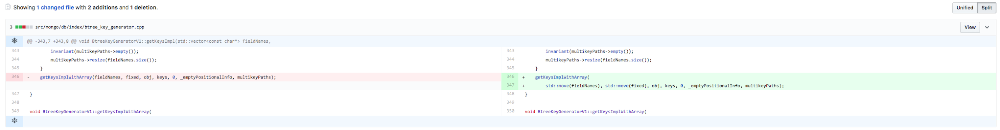 Showing 1 changed file with 2 additions and 1 deletion.
Unified Split
3 src/mongo/db/index/btree_key_generator.cpp
View
@@ -343,7 +343,8 @@ void BtreeKeyGeneratorV1::getKeysImpl(std::vector<const char*> fieldNames,
343 invariant(multikeyPaths->empty());
344 multikeyPaths->resize(fieldNames.size());
345 }
346 - getKeysImplWithArray(fieldNames, fixed, obj, keys, 0, _emptyPositionalInfo, multikeyPaths);
347 }
348
349 void BtreeKeyGeneratorV1::getKeysImplWithArray(
343 invariant(multikeyPaths->empty());
344 multikeyPaths->resize(fieldNames.size());
345 }
346 + getKeysImplWithArray(
347 + std::move(fieldNames), std::move(fixed), obj, keys, 0, _emptyPositionalInfo, multikeyPaths);
348 }
349
350 void BtreeKeyGeneratorV1::getKeysImplWithArray(